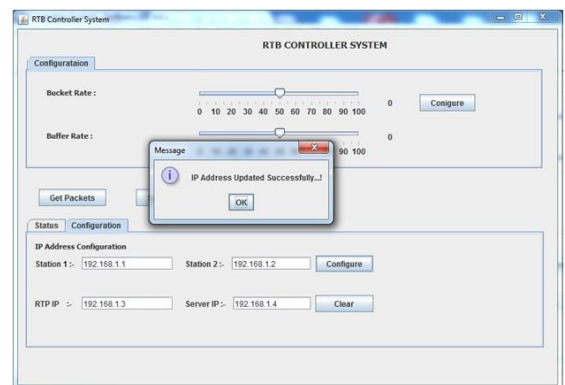 RTB Controller System
RTB CONTROLLER SYSTEM
Configurataion
Bucket Rate :
0 10 20 30 40 50 60 70 80 90 100
0
Conigure
Buffer Rate :
90 100
0
Message
IP Address Updated Successfully...!
OK
Get Packets
Status
Configuration
IP Address Configuration
Station 1 :- 192.168.1.1
Station 2 :- 192.168.1.2
Configure
RTP IP :- 192.168.1.3
Server IP :- 192.168.1.4
Clear